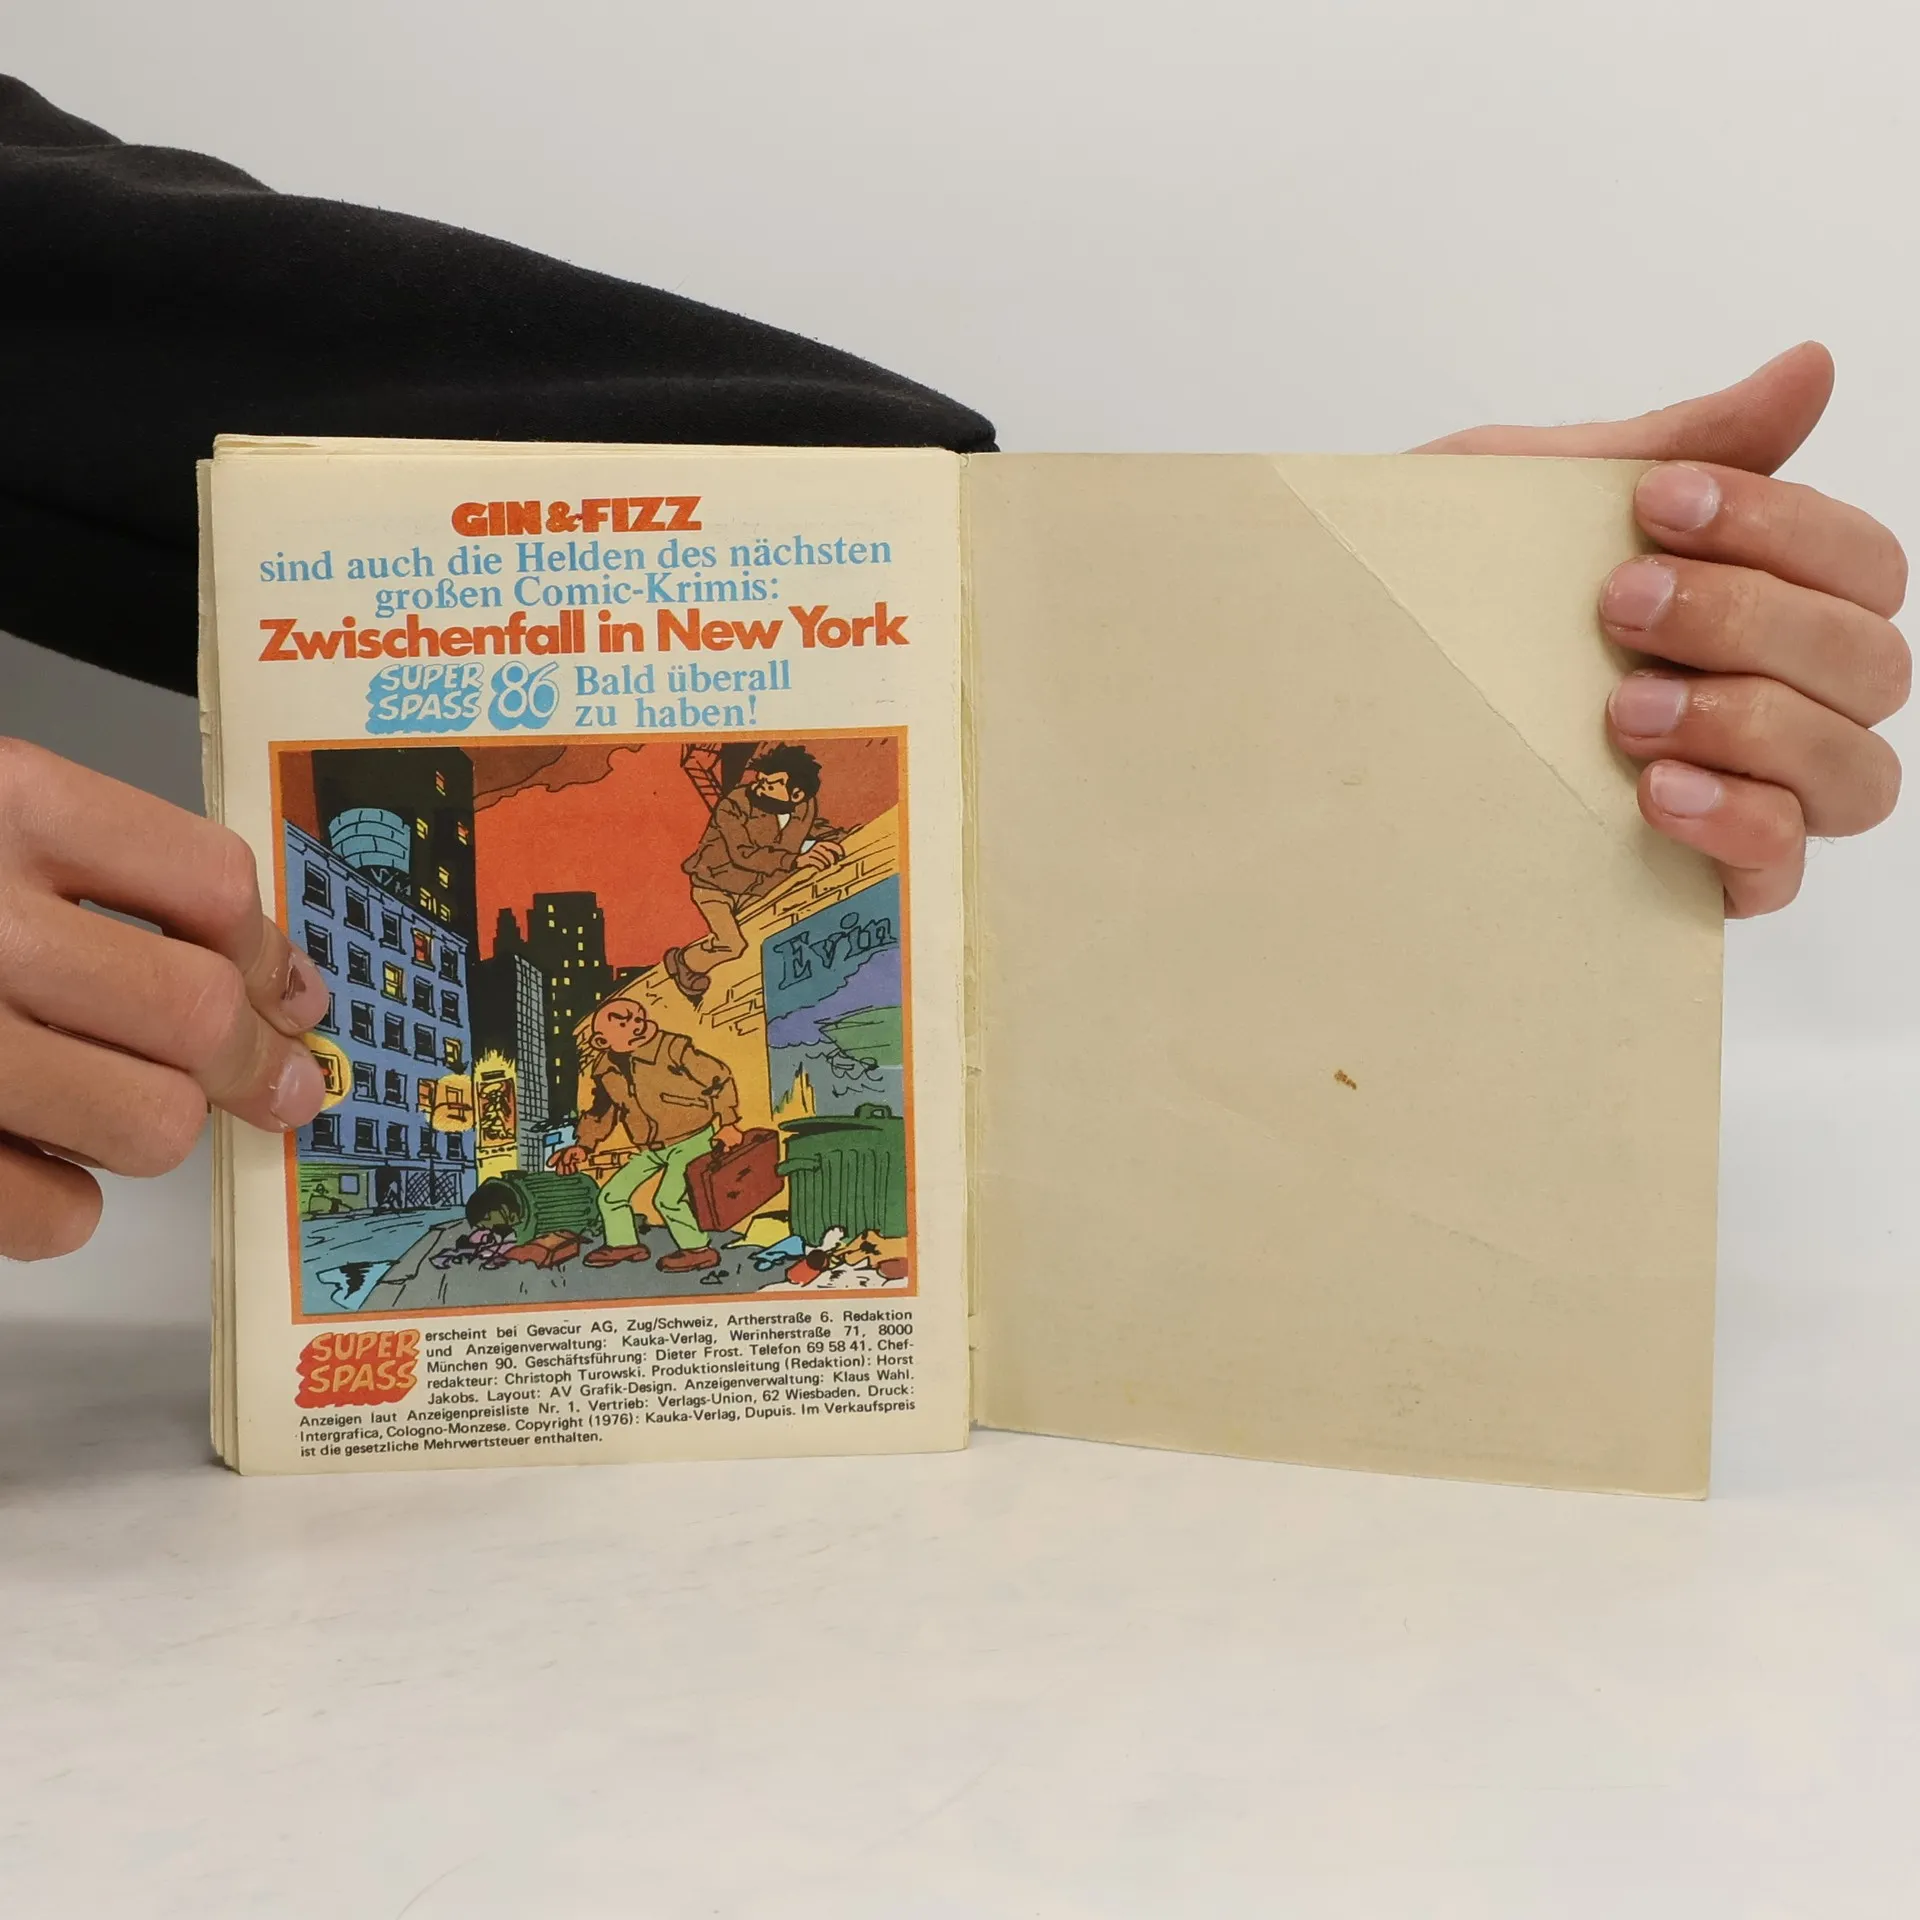 GIN & FIZZ
sind auch die Helden des nächsten
großen Comic-Krimis:
Zwischenfall in New York
SUPER SPASS 86 Bald überall
zu haben!
Evin
SUPER
SPASS
erscheint bei Gevacur AG, Zug/Schweiz, Artherstraße 6. Redaktion
und Anzeigenverwaltung: Kauka-Verlag, Werinherstraße 71, 8000
München 90. Geschäftsführung: Dieter Frost. Telefon 69 58 41. Chef-
redakteur: Christoph Turowski. Produktionsleitung (Redaktion): Horst
Jakobs. Layout: AV Grafik-Design. Anzeigenverwaltung: Klaus Wahl.
Anzeigen laut Anzeigenpreisliste Nr. 1. Vertrieb: Verlags-Union, 62 Wiesbaden. Druck:
Intergrafica, Cologno-Monzese. Copyright (1976): Kauka-Verlag, Dupuis. Im Verkaufspreis
ist die gesetzliche Mehrwertsteuer enthalten.